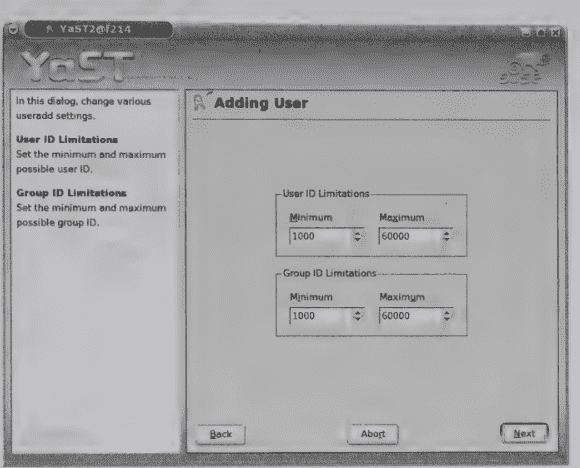 YaST2@f214
YaST
SuSE
In this dialog, change various
useradd settings.
User ID Limitations
Set the minimum and maximum
possible user ID.
Group ID Limitations
Set the minimum and maximum
possible group ID.
Adding User
User ID Limitations
Minimum Maximum
1000 60000
Group ID Limitations
Minimum Maximum
1000 60000
Back Abort Next